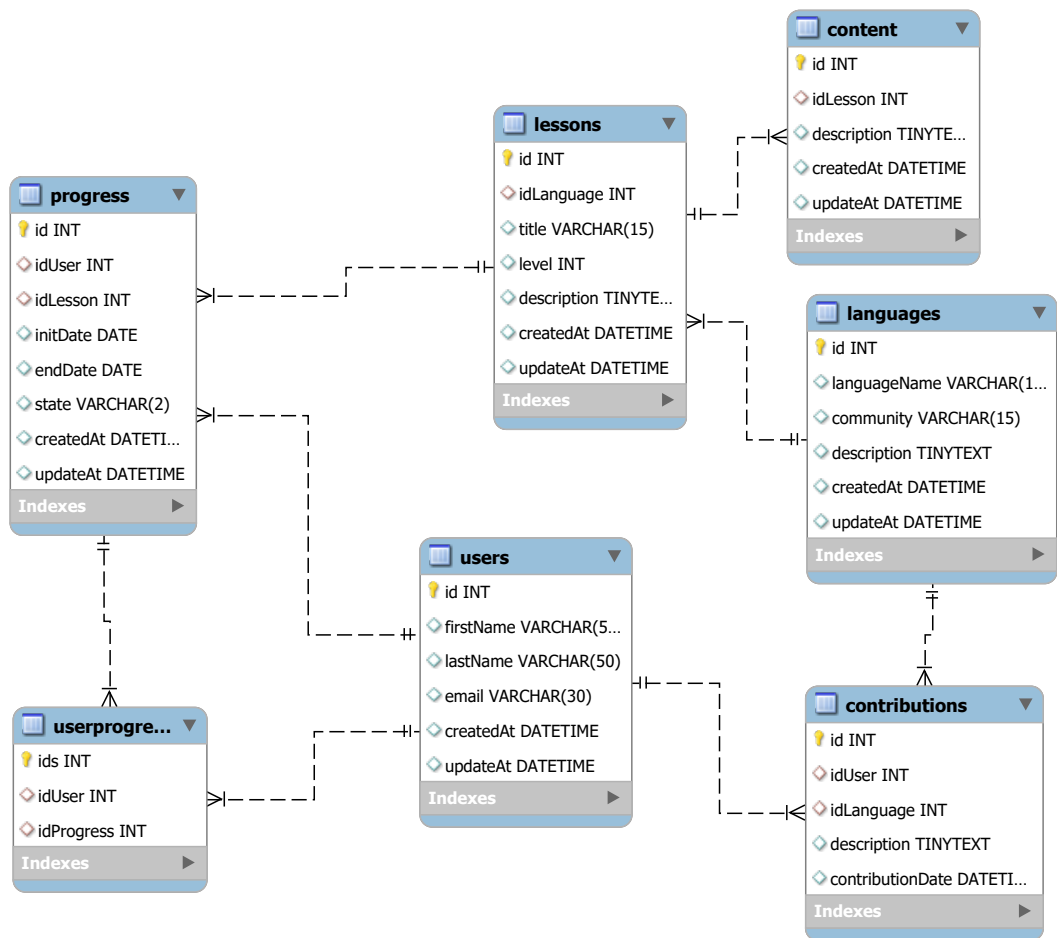 content
id INT
idLesson INT
description TINYTE...
createdAt DATETIME
updateAt DATETIME
Indexes
lessons
id INT
idLanguage INT
title VARCHAR(15)
level INT
description TINYTE...
createdAt DATETIME
updateAt DATETIME
Indexes
progress
id INT
idUser INT
idLesson INT
initDate DATE
endDate DATE
state VARCHAR(2)
createdAt DATETI...
updateAt DATETIME
Indexes
languages
id INT
languageName VARCHAR(1...
community VARCHAR(15)
description TINYTEXT
createdAt DATETIME
updateAt DATETIME
Indexes
users
id INT
firstName VARCHAR(5...
lastName VARCHAR(50)
email VARCHAR(30)
createdAt DATETIME
updateAt DATETIME
Indexes
userprogre...
ids INT
idUser INT
idProgress INT
Indexes
contributions
id INT
idUser INT
idLanguage INT
description TINYTEXT
contributionDate DATETI...
Indexes